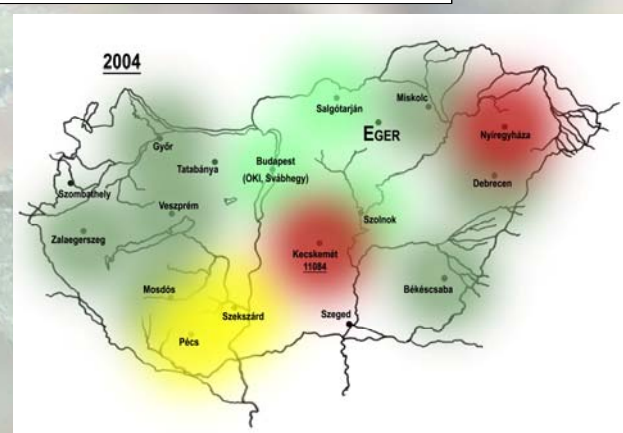 2004
Salgótarján
Miskolc
EGER
Nyíregyháza
Győr
Tatabánya
Budapest
(OKI, Svábhegy)
Debrecen
Szombathely
Veszprém
Szolnok
Zalaegerszeg
Kecskemét
11084
Mosdós
Békéscsaba
Szekszárd
Szeged
Pécs